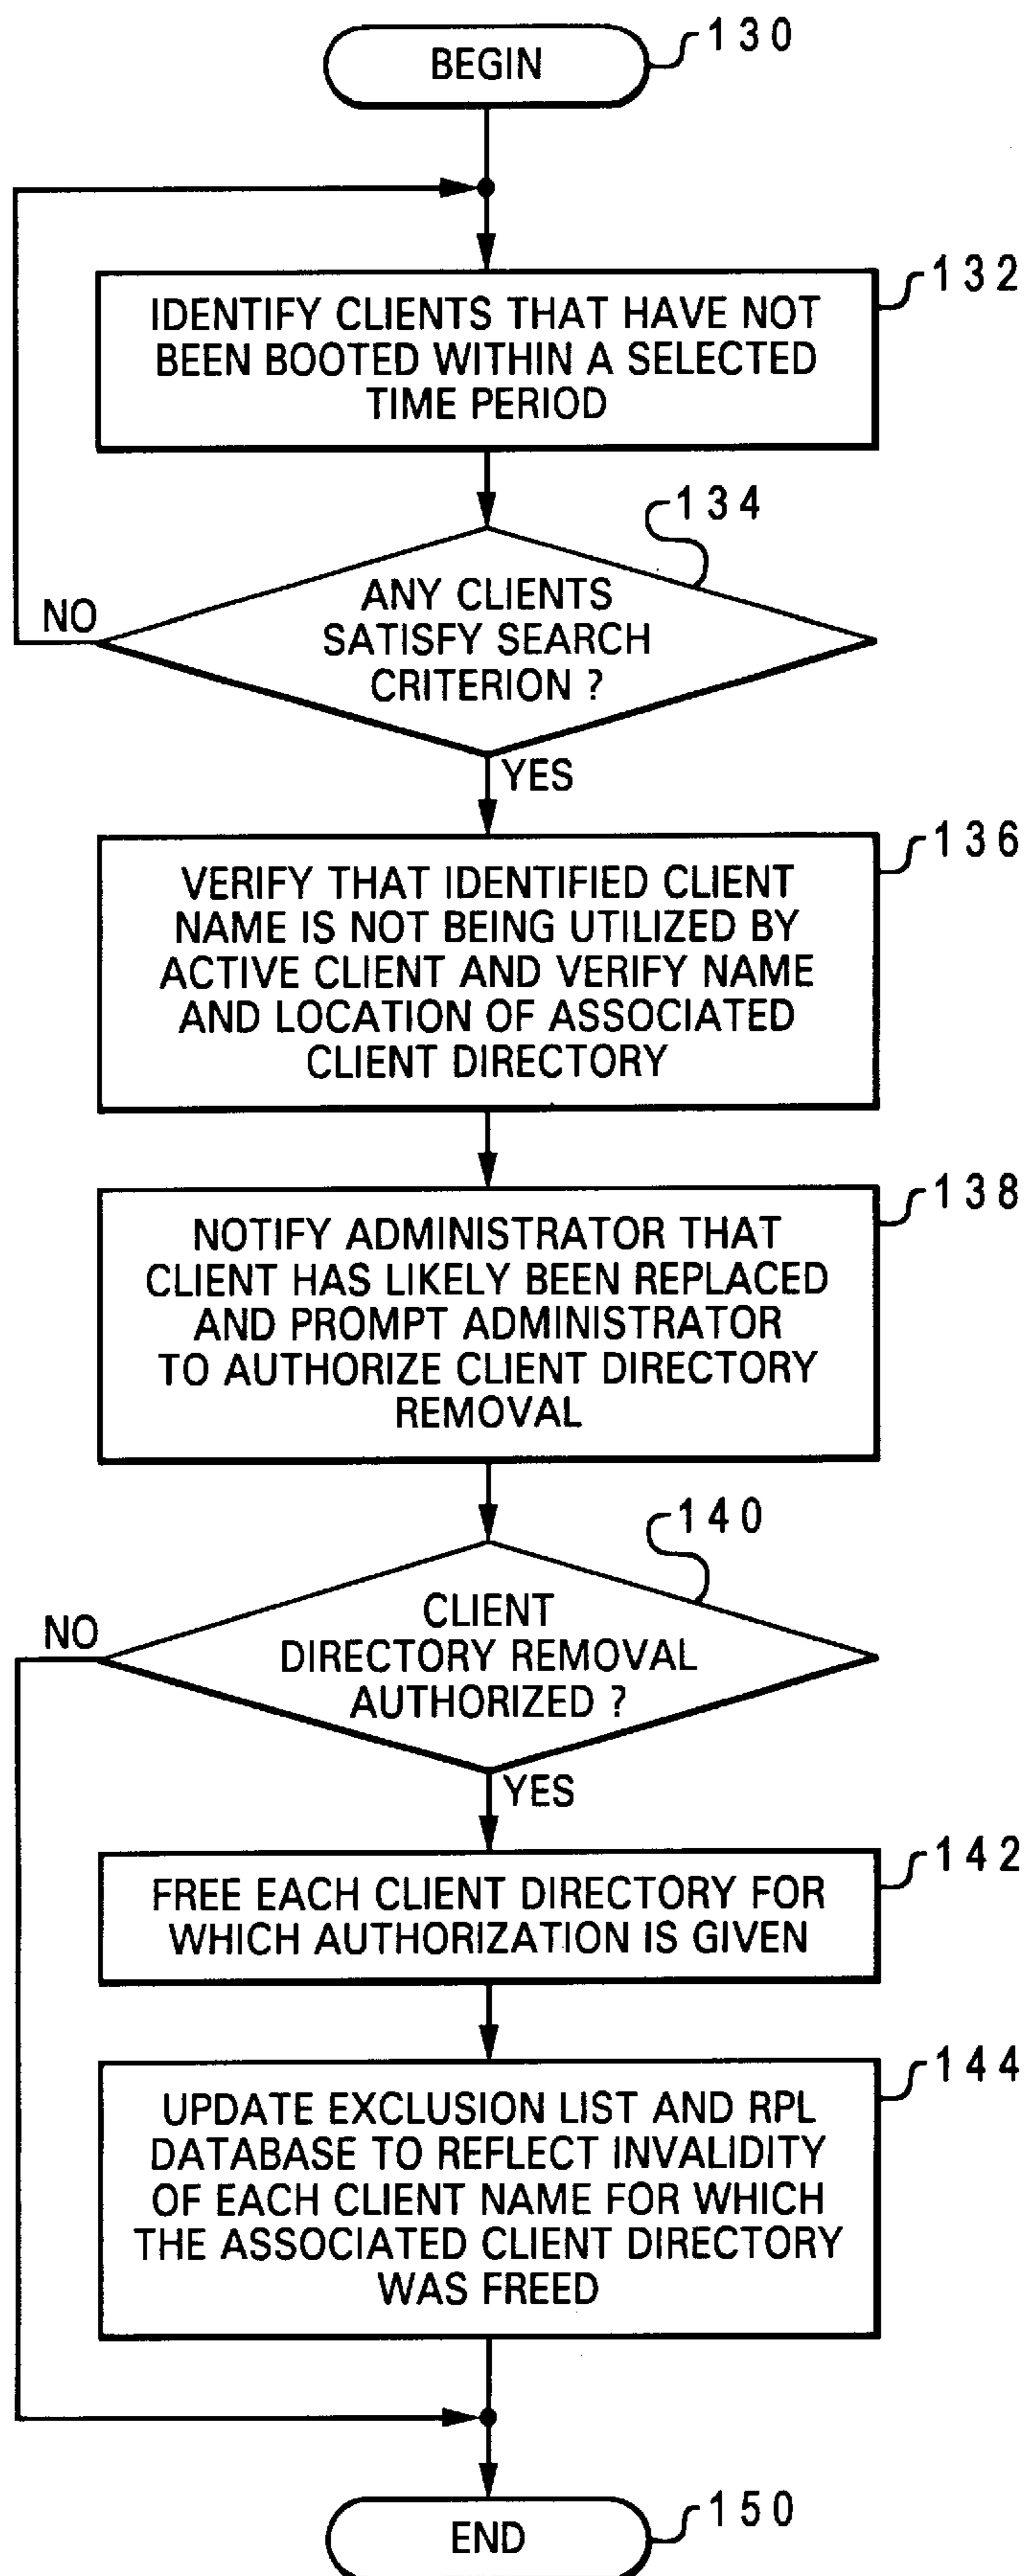 BEGIN
130
IDENTIFY CLIENTS THAT HAVE NOT
BEEN BOOTED WITHIN A SELECTED
TIME PERIOD
132
134
ANY CLIENTS
SATISFY SEARCH
CRITERION ?
NO
YES
VERIFY THAT IDENTIFIED CLIENT
NAME IS NOT BEING UTILIZED BY
ACTIVE CLIENT AND VERIFY NAME
AND LOCATION OF ASSOCIATED
CLIENT DIRECTORY
136
NOTIFY ADMINISTRATOR THAT
CLIENT HAS LIKELY BEEN REPLACED
AND PROMPT ADMINISTRATOR
TO AUTHORIZE CLIENT DIRECTORY
REMOVAL
138
140
CLIENT
DIRECTORY REMOVAL
AUTHORIZED ?
NO
YES
FREE EACH CLIENT DIRECTORY FOR
WHICH AUTHORIZATION IS GIVEN
142
UPDATE EXCLUSION LIST AND RPL
DATABASE TO REFLECT INVALIDITY
OF EACH CLIENT NAME FOR WHICH
THE ASSOCIATED CLIENT DIRECTORY
WAS FREED
144
END
150